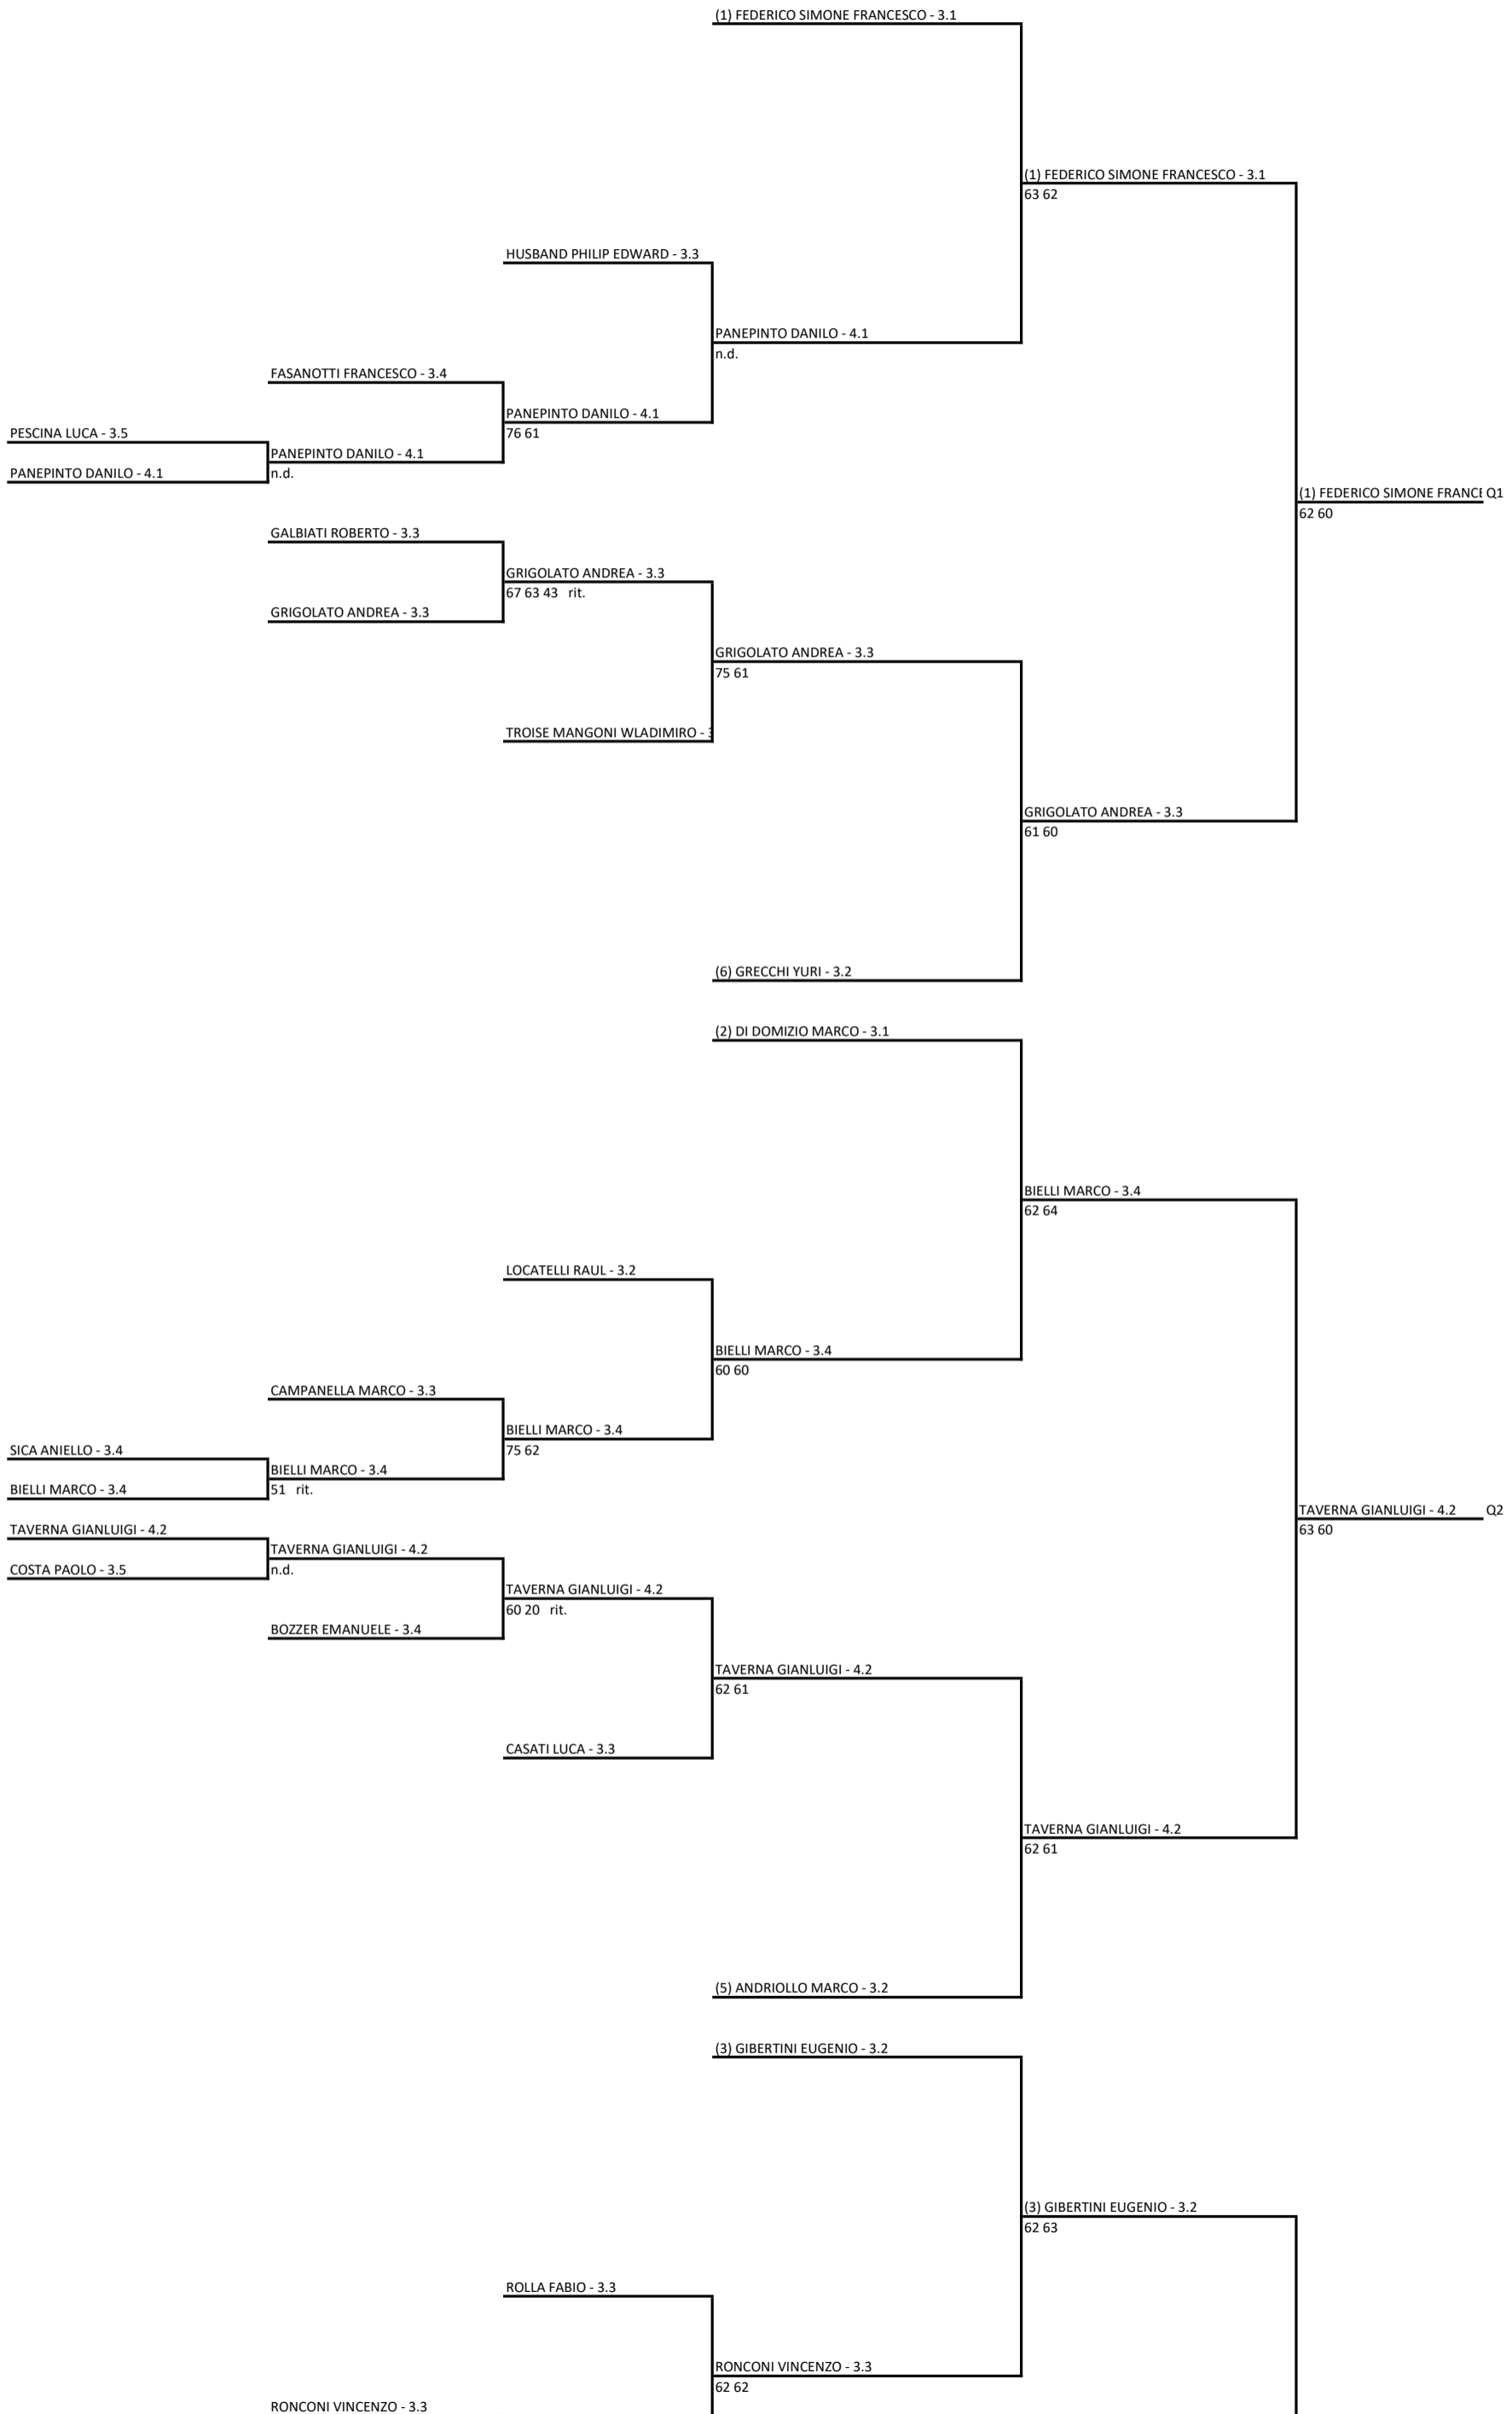 (1) FEDERICO SIMONE FRANCESCO - 3.1
(1) FEDERICO SIMONE FRANCESCO - 3.1
63 62
HUSBAND PHILIP EDWARD - 3.3
PANEPINTO DANILO - 4.1
n.d.
FASANOTTI FRANCESCO - 3.4
PANEPINTO DANILO - 4.1
76 61
PESCINA LUCA - 3.5
PANEPINTO DANILO - 4.1
n.d.
PANEPINTO DANILO - 4.1
(1) FEDERICO SIMONE FRANCE Q1
62 60
GALBIATI ROBERTO - 3.3
GRIGOLATO ANDREA - 3.3
67 63 43 rit.
GRIGOLATO ANDREA - 3.3
GRIGOLATO ANDREA - 3.3
75 61
TROISE MANGONI WLADIMIRO -
GRIGOLATO ANDREA - 3.3
61 60
(6) GRECCHI YURI - 3.2
(2) DI DOMIZIO MARCO - 3.1
BIELLI MARCO - 3.4
62 64
LOCATELLI RAUL - 3.2
BIELLI MARCO - 3.4
60 60
CAMPANELLA MARCO - 3.3
BIELLI MARCO - 3.4
75 62
SICA ANIELLO - 3.4
BIELLI MARCO - 3.4
51 rit.
BIELLI MARCO - 3.4
TAVERNA GIANLUIGI - 4.2 Q2
63 60
TAVERNA GIANLUIGI - 4.2
TAVERNA GIANLUIGI - 4.2
n.d.
COSTA PAOLO - 3.5
TAVERNA GIANLUIGI - 4.2
60 20 rit.
BOZZER EMANUELE - 3.4
TAVERNA GIANLUIGI - 4.2
62 61
CASATI LUCA - 3.3
TAVERNA GIANLUIGI - 4.2
62 61
(5) ANDRIOLLO MARCO - 3.2
(3) GIBERTINI EUGENIO - 3.2
(3) GIBERTINI EUGENIO - 3.2
62 63
ROLLA FABIO - 3.3
RONCONI VINCENZO - 3.3
62 62
RONCONI VINCENZO - 3.3